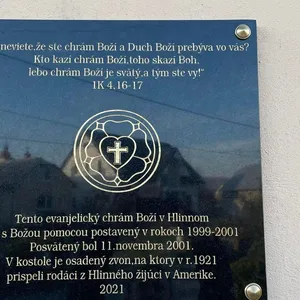 neviete,že ste chrám Boží a Duch Boží prebýva vo vás?
Kto kazí chrám Boží,toho skazí Boh.
lebo chrám Boží je svätý,a tým ste vy!"
IK 4,16-17
Tento evanjelický chrám Boží v Hlinnom
s Božou pomocou postavený v rokoch 1999-2001
Posvätený bol 11.novembra 2001.
V kostole je osadený zvon,na ktorý v r.1921
prispeli rodáci z Hlinného žijúci v Amerike.
2021